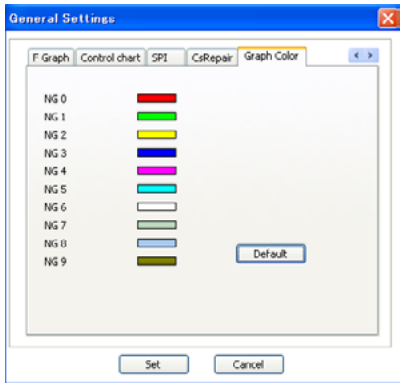 General Settings
F Graph Control chart SPI CsRepair Graph Color
NG 0
NG 1
NG 2
NG 3
NG 4
NG 5
NG 6
NG 7
NG 8
Default
NG 9
Set Cancel